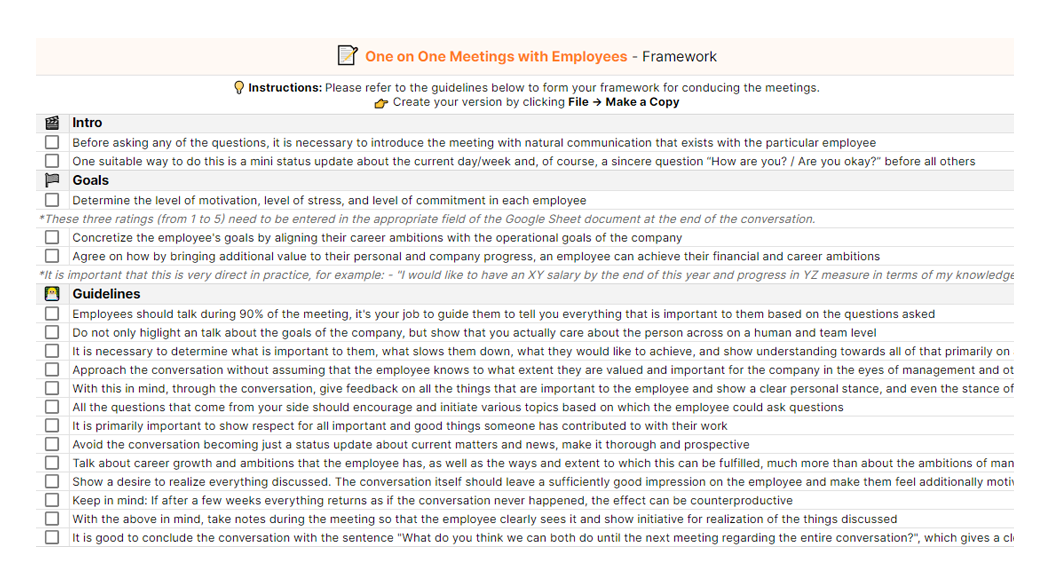 One on One Meetings with Employees - Framework
Instructions: Please refer to the guidelines below to form your framework for conducing the meetings.
Create your version by clicking File → Make a Copy
Intro
Before asking any of the questions, it is necessary to introduce the meeting with natural communication that exists with the particular employee
One suitable way to do this is a mini status update about the current day/week and, of course, a sincere question "How are you? / Are you okay?" before all others
Goals
Determine the level of motivation, level of stress, and level of commitment in each employee
*These three ratings (from 1 to 5) need to be entered in the appropriate field of the Google Sheet document at the end of the conversation.
Concretize the employee's goals by aligning their career ambitions with the operational goals of the company
Agree on how by bringing additional value to their personal and company progress, an employee can achieve their financial and career ambitions
*It is important that this is very direct in practice, for example: - "I would like to have an XY salary by the end of this year and progress in YZ measure in terms of my knowledge
Guidelines
Employees should talk during 90% of the meeting, it's your job to guide them to tell you everything that is important to them based on the questions asked
Do not only higlight an talk about the goals of the company, but show that you actually care about the person across on a human and team level
It is necessary to determine what is important to them, what slows them down, what they would like to achieve, and show understanding towards all of that primarily on
Approach the conversation without assuming that the employee knows to what extent they are valued and important for the company in the eyes of management and ot
With this in mind, through the conversation, give feedback on all the things that are important to the employee and show a clear personal stance, and even the stance of
All the questions that come from your side should encourage and initiate various topics based on which the employee could ask questions
It is primarily important to show respect for all important and good things someone has contributed to with their work
Avoid the conversation becoming just a status update about current matters and news, make it thorough and prospective
Talk about career growth and ambitions that the employee has, as well as the ways and extent to which this can be fulfilled, much more than about the ambitions of man
Show a desire to realize everything discussed. The conversation itself should leave a sufficiently good impression on the employee and make them feel additionally motiv
Keep in mind: If after a few weeks everything returns as if the conversation never happened, the effect can be counterproductive
With the above in mind, take notes during the meeting so that the employee clearly sees it and show initiative for realization of the things discussed
It is good to conclude the conversation with the sentence "What do you think we can both do until the next meeting regarding the entire conversation?", which gives a cl